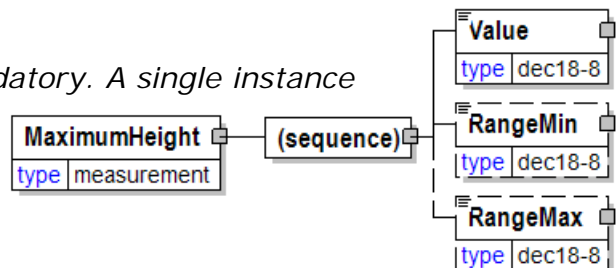 Value
type dec18-8
datory. A single instance
RangeMin
type dec18-8
MaximumHeight
type measurement
(sequence)
RangeMax
type dec18-8